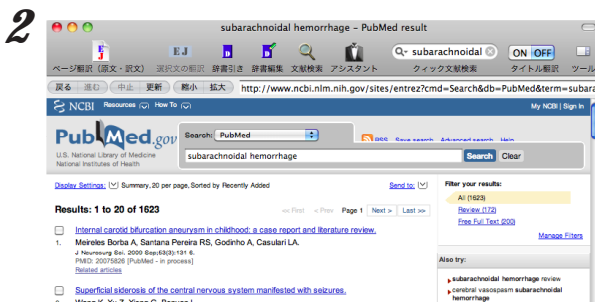 2
subarachnoidal hemorrhage - PubMed result
EJ
Q subarachnoidal
ON OFF
ページ翻訳（原文・訳文） 選択文の翻訳 辞書引き 辞書編集 文献検索 アシスタント クィック文献検索 タイトル翻訳 ツール
戻る 進む 中止 更新 縮小 拡大 http://www.ncbi.nlm.nih.gov/sites/entrez?cmd=Search&db=PubMed&term=subara
NCBI Resources How To My NCBI | Sign In
PubMed.gov
U.S. National Library of Medicine
National Institutes of Health
Search: PubMed
RSS Save search Advanced search Help
subarachnoidal hemorrhage Search Clear
Display Settings: Summary, 20 per page, Sorted by Recently Added Send to:
Results: 1 to 20 of 1623
<< First < Prev Page 1 Next > Last >>
Internal carotid bifurcation aneurysm in childhood: a case report and literature review.
1. Meireles Borba A, Santana Pereira RS, Godinho A, Casulari LA.
J Neurosurg Sci. 2009 Sep;53(3):131 6.
PMID: 20075826 [PubMed - in process]
Related articles
Superficial siderosis of the central nervous system manifested with seizures.
Filter your results:
All (1623)
Review (172)
Free Full Text (200)
Manage Filters
Also try:
subarachnoidal hemorrhage review
cerebral vasospasm subarachnoidal
hemorrhage